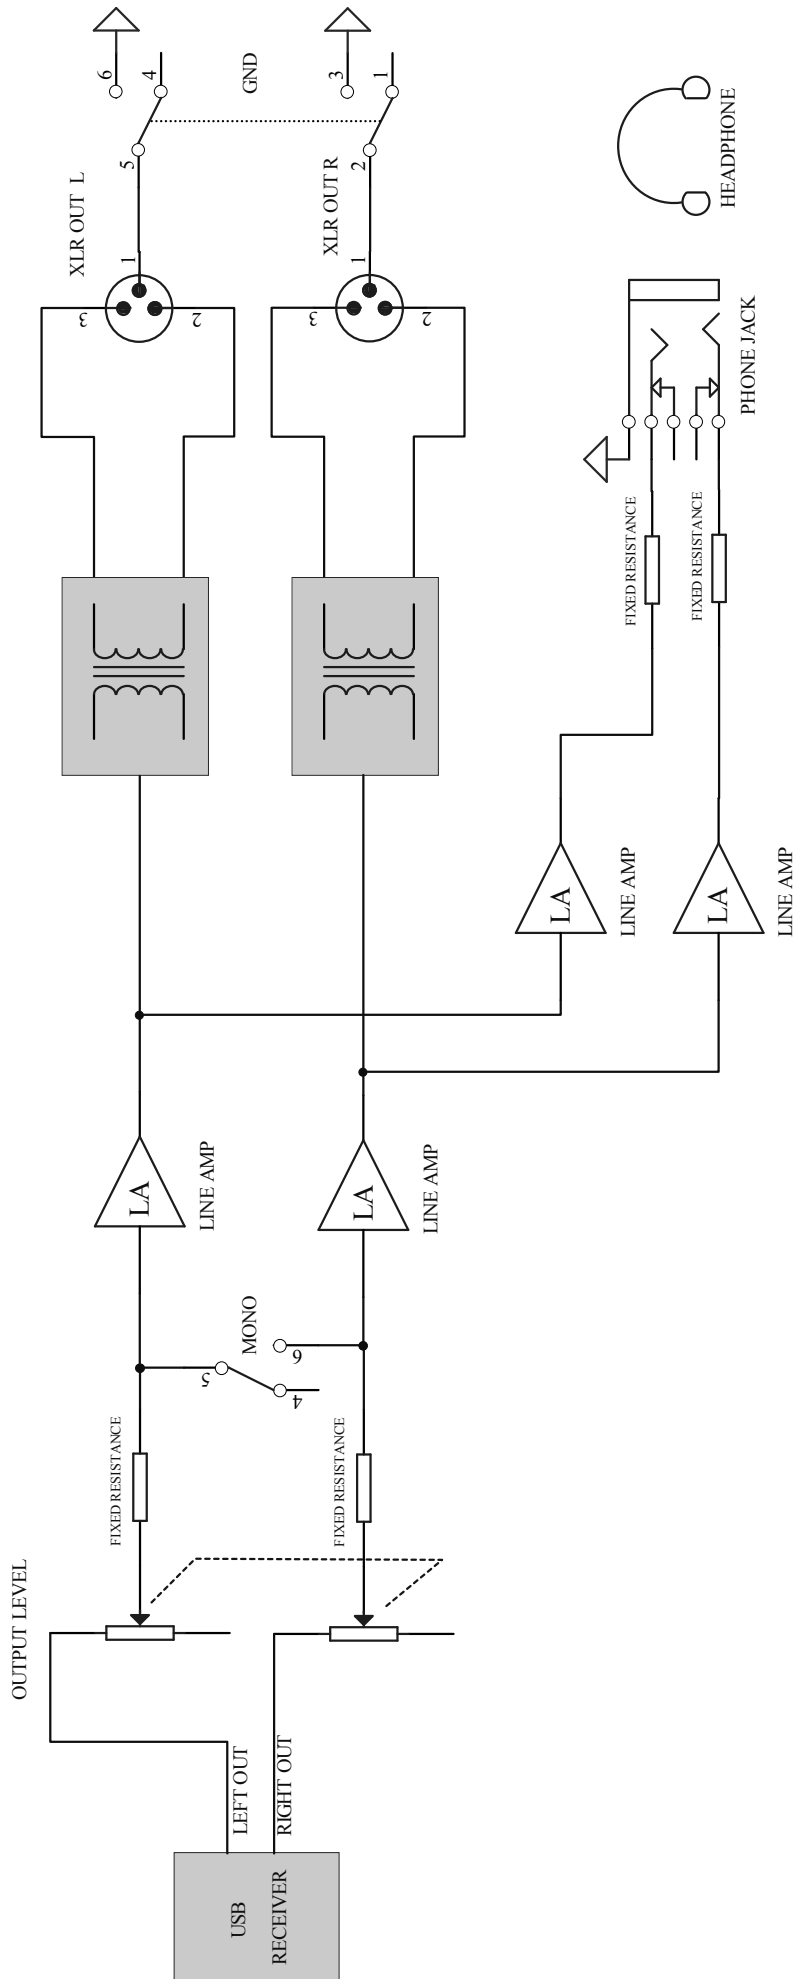 USB
RECEIVER
LEFT OUT
RIGHT OUT
OUTPUT LEVEL
FIXED RESISTANCE
FIXED RESISTANCE
5
4
6
MONO
LA
LINE AMP
LA
LINE AMP
LA
LINE AMP
LA
LINE AMP
FIXED RESISTANCE
FIXED RESISTANCE
PHONE JACK
HEADPHONE
3
2
1
XLR OUT L
5
6
4
GND
3
2
1
XLR OUT R
2
3
1